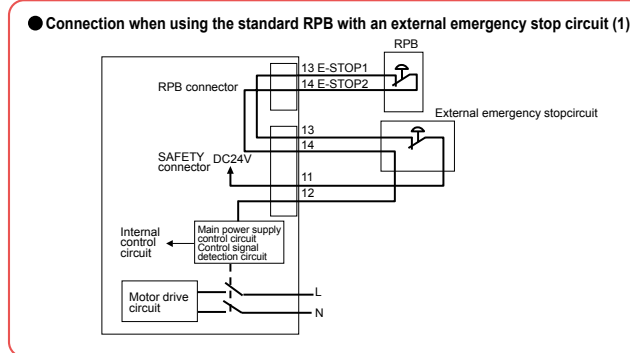 ● Connection when using the standard RPB with an external emergency stop circuit (1)
RPB
13 E-STOP1
RPB connector
14 E-STOP2
External emergency stopcircuit
13
14
SAFETY
connector
DC24V
11
12
Internal
control
circuit
Main power supply
control circuit
Control signal
detection circuit
Motor drive
circuit
L
N